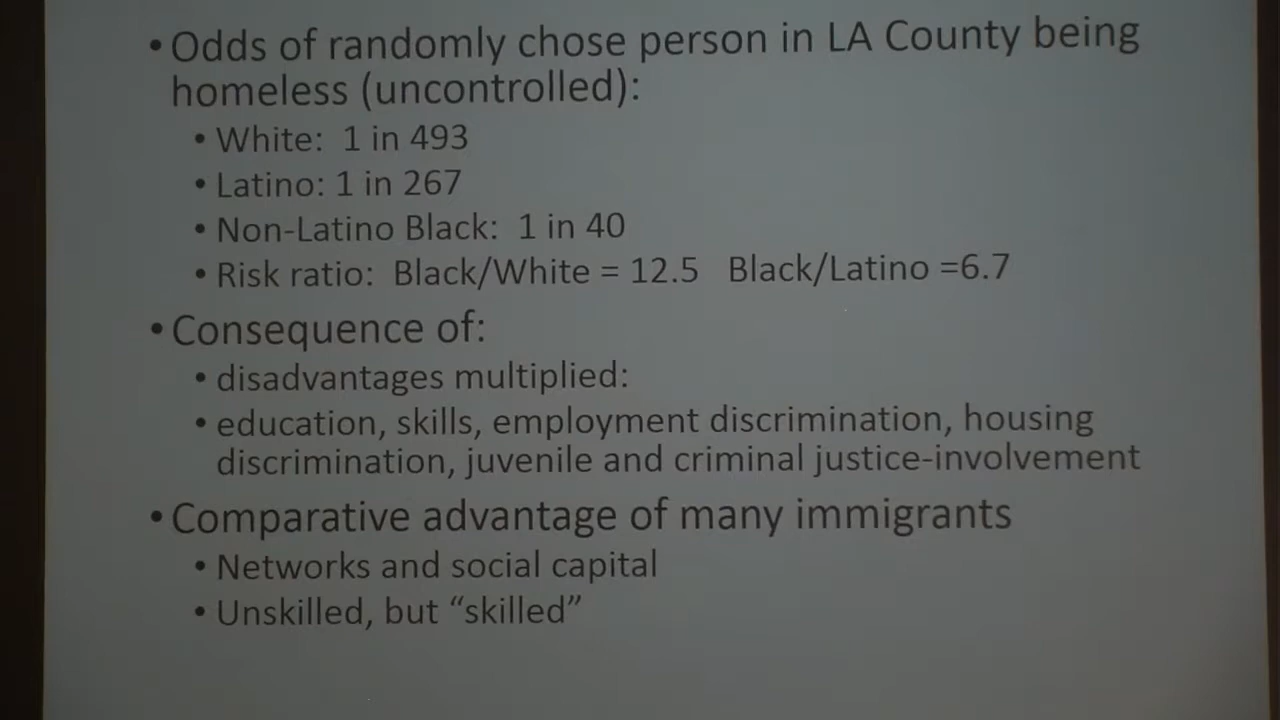 • Odds of randomly chose person in LA County being
homeless (uncontrolled):
• White: 1 in 493
• Latino: 1 in 267
• Non-Latino Black: 1 in 40
• Risk ratio: Black/White = 12.5 Black/Latino =6.7
• Consequence of:
• disadvantages multiplied:
• education, skills, employment discrimination, housing
discrimination, juvenile and criminal justice-involvement
• Comparative advantage of many immigrants
• Networks and social capital
• Unskilled, but “skilled”